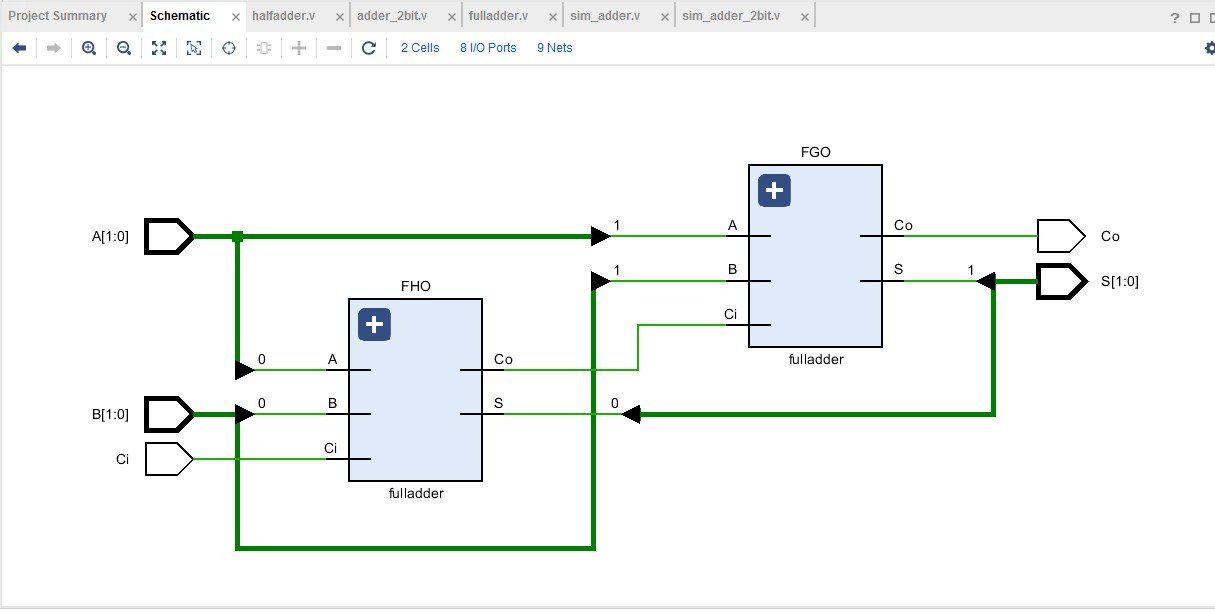 Project Summary × Schematic × halfadder.v × adder_2bit.v × fulladder.v × sim_adder.v × sim_adder_2bit.v × ?
2 Cells 8 I/O Ports 9 Nets
FGO
A[1:0] 1 A Co Co
1 B S 1 S[1:0]
FHO
Ci
0 A Co fulladder
B[1:0] 0 B S 0
Ci Ci
fulladder